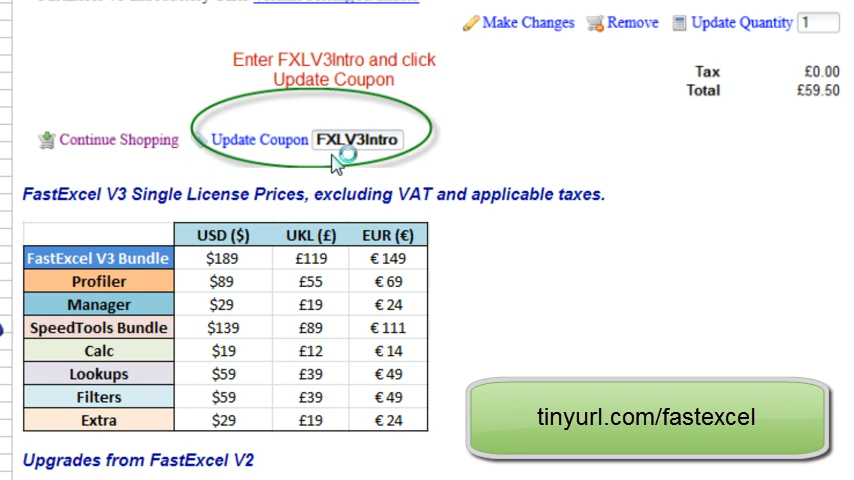 Make Changes Remove Update Quantity 1
Enter FXLV3Intro and click
Update Coupon
Tax £0.00
Total £59.50
Continue Shopping Update Coupon FXLV3Intro
FastExcel V3 Single License Prices, excluding VAT and applicable taxes.
USD ($) UKL (£) EUR (€)
FastExcel V3 Bundle $189 £119 € 149
Profiler $89 £55 € 69
Manager $29 £19 € 24
SpeedTools Bundle $139 £89 € 111
Calc $19 £12 € 14
Lookups $59 £39 € 49
Filters $59 £39 € 49
Extra $29 £19 € 24
tinyurl.com/fastexcel
Upgrades from FastExcel V2